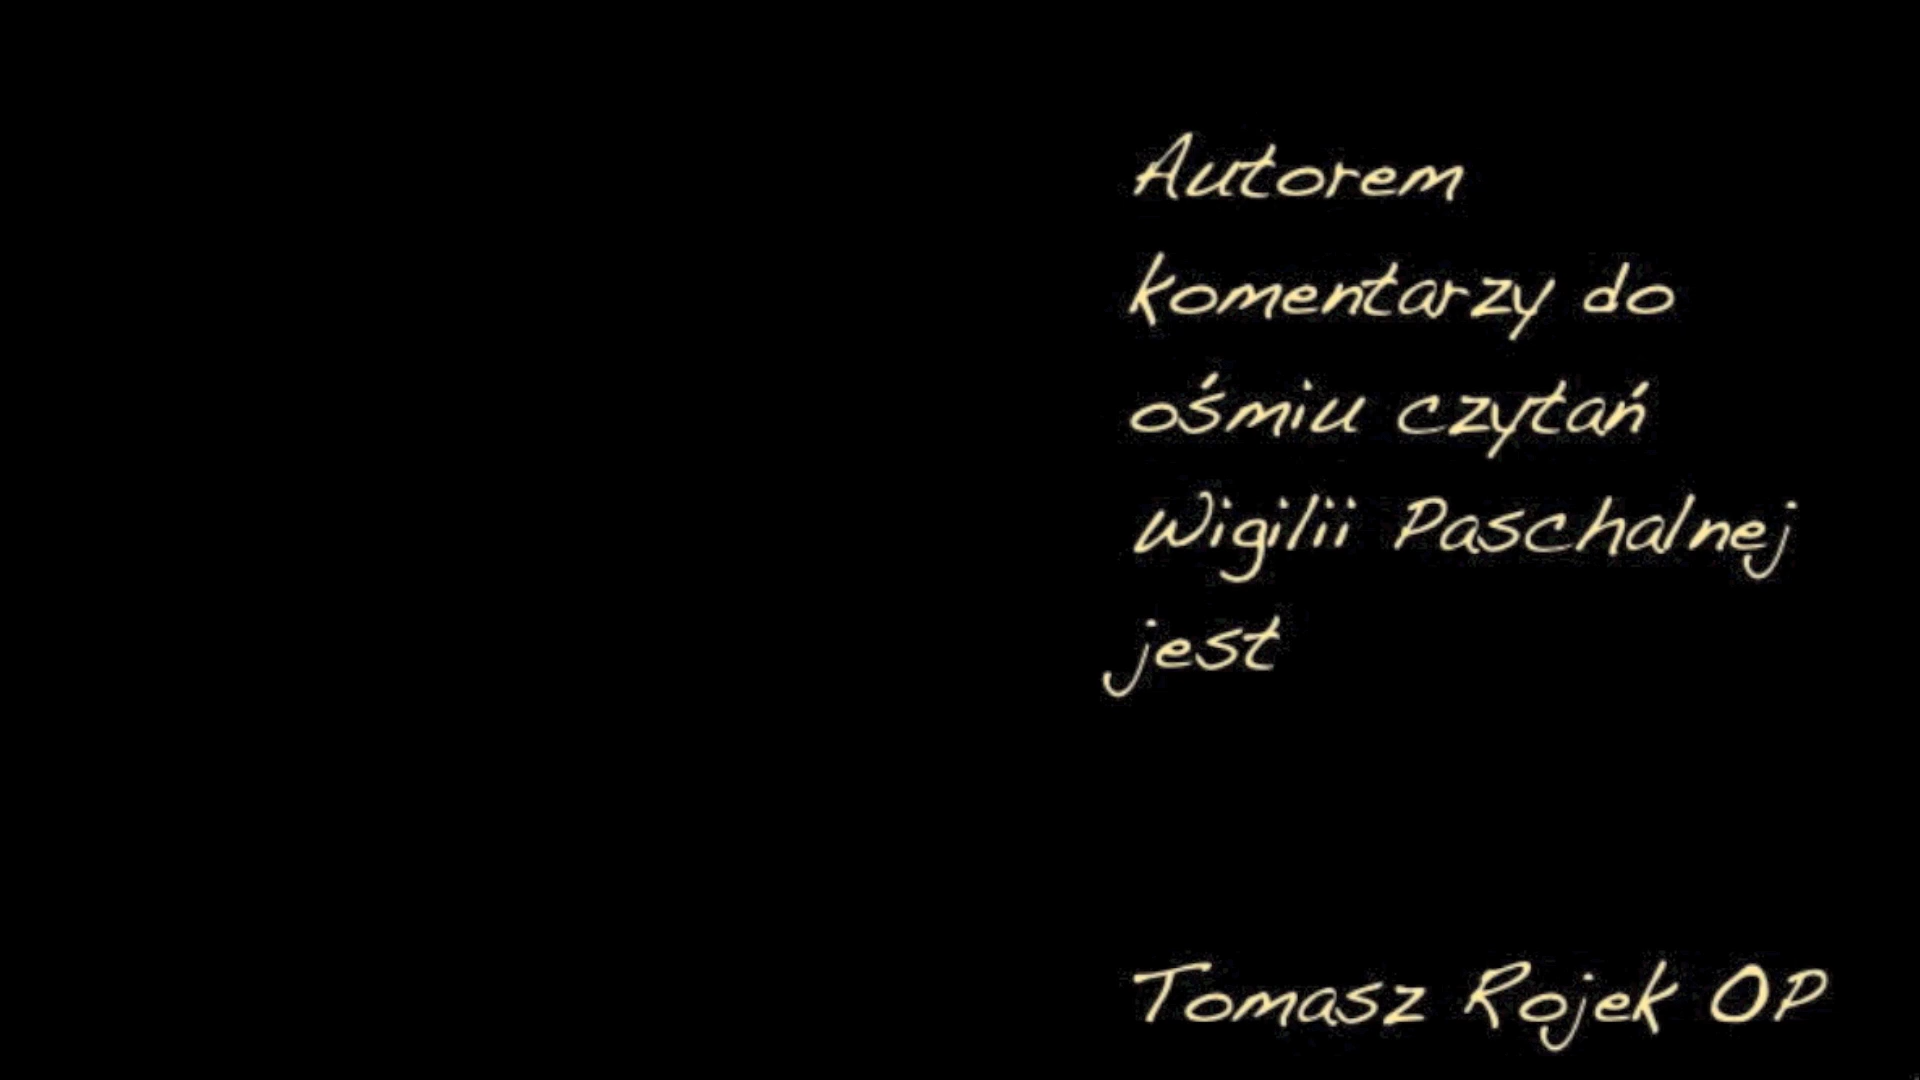 Autorem
komentarzy do
ośmiu czytań
Wigilii Paschalnej
jest
Tomasz Rojek OP